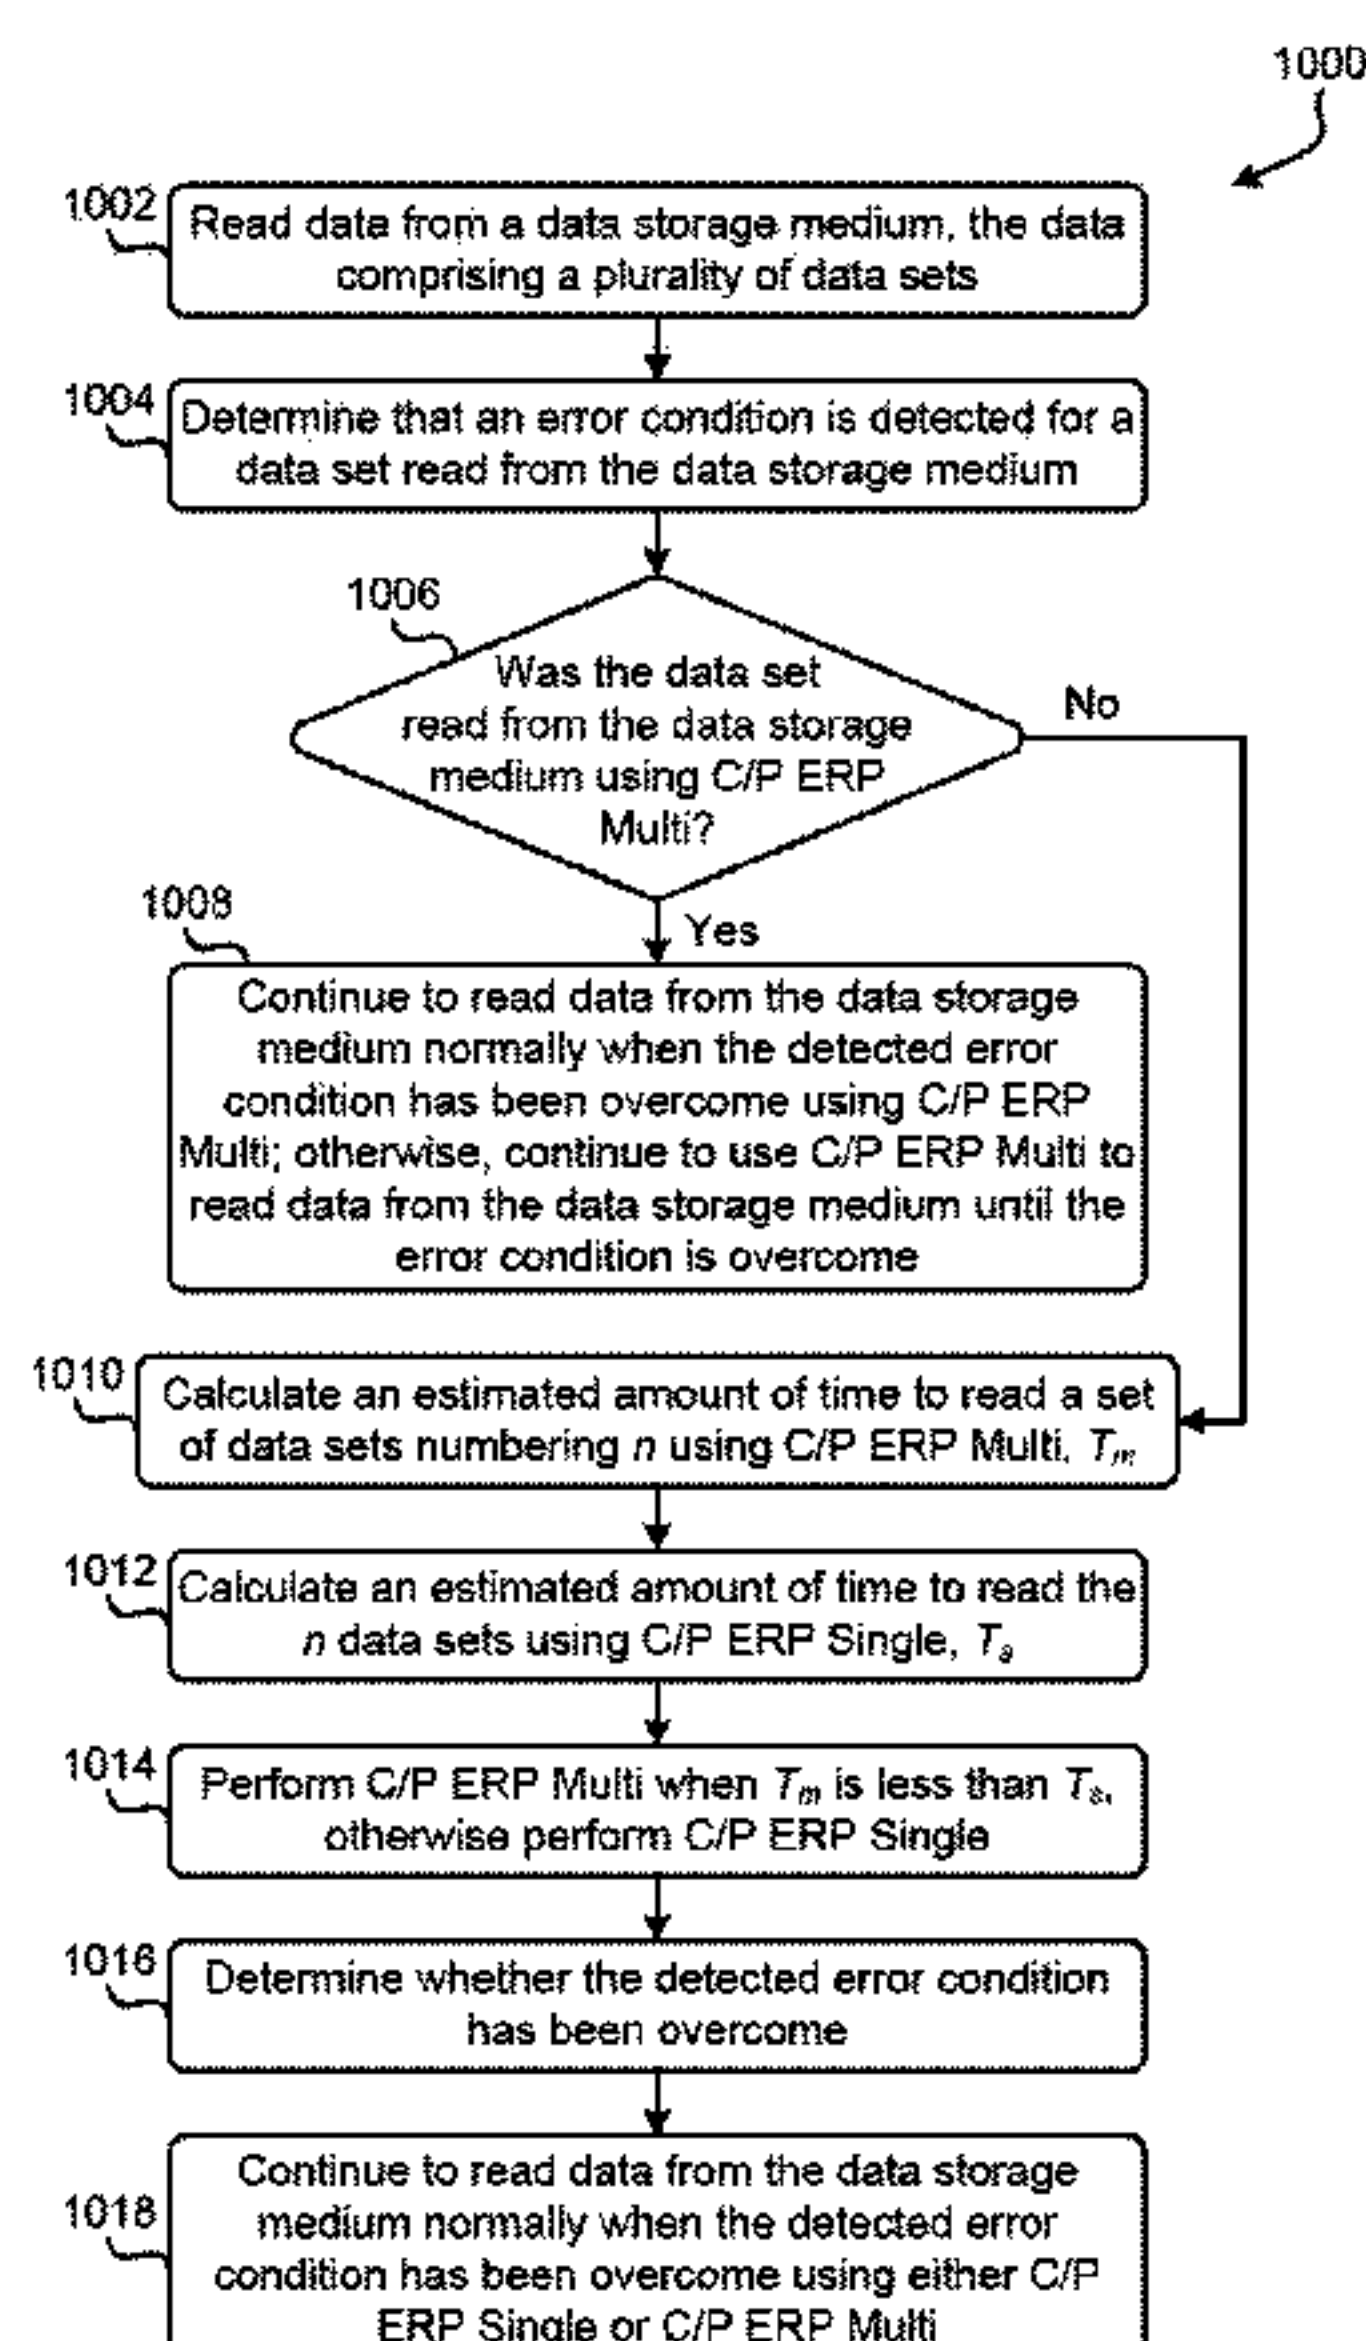 1000
1002
Read data from a data storage medium, the data
comprising a plurality of data sets
1004
Determine that an error condition is detected for a
data set read from the data storage medium
1006
Was the data set
read from the data storage
medium using C/P ERP
Multi?
No
Yes
1008
Continue to read data from the data storage
medium normally when the detected error
condition has been overcome using C/P ERP
Multi; otherwise, continue to use C/P ERP Multi to
read data from the data storage medium until the
error condition is overcome
1010
Calculate an estimated amount of time to read a set
of data sets numbering n using C/P ERP Multi, Tm
1012
Calculate an estimated amount of time to read the
n data sets using C/P ERP Single, Ts
1014
Perform C/P ERP Multi when Tm is less than Ts,
otherwise perform C/P ERP Single
1016
Determine whether the detected error condition
has been overcome
1018
Continue to read data from the data storage
medium normally when the detected error
condition has been overcome using either C/P
ERP Single or C/P ERP Multi